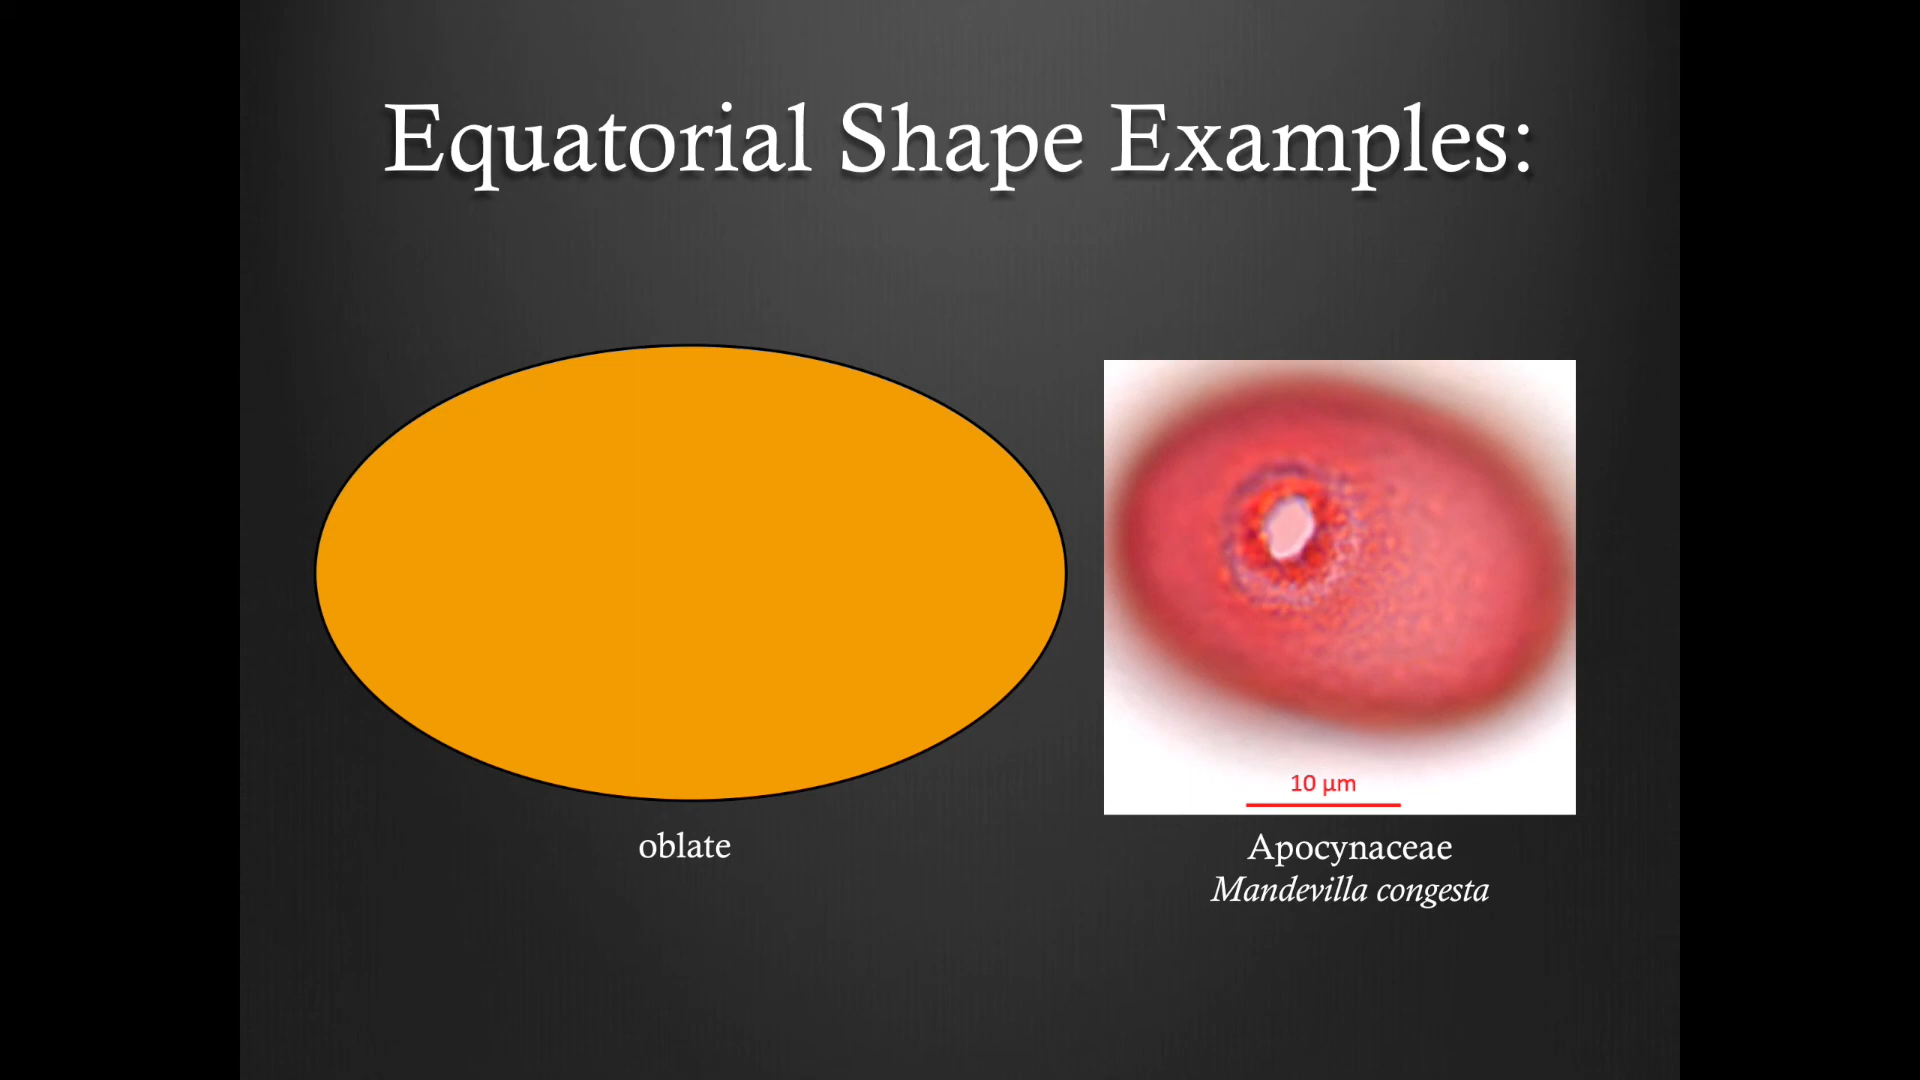 Equatorial Shape Examples:
10 µm
oblate
Apocynaceae
Mandevilla congesta